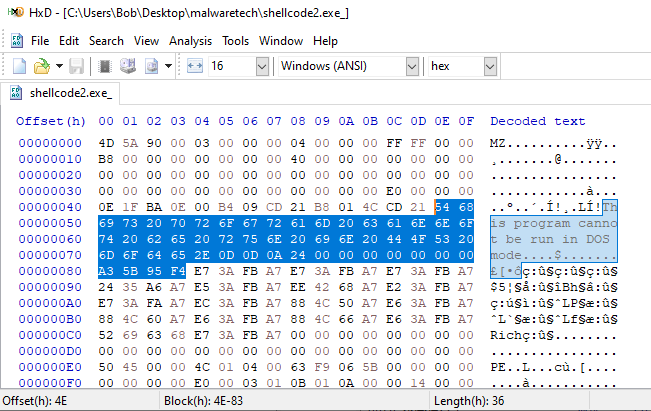 HxD - [C:\Users\Bob\Desktop\malwaretech\shellcode2.exe_]
File Edit Search View Analysis Tools Window Help
16 Windows (ANSI) hex
shellcode2.exe_
Offset(h) 00 01 02 03 04 05 06 07 08 09 0A 0B 0C 0D 0E 0F Decoded text
00000000 4D 5A 90 00 03 00 00 00 04 00 00 00 FF FF 00 00 MZ..........ÿÿ..
00000010 B8 00 00 00 00 00 00 00 40 00 00 00 00 00 00 00 ¸.......@.......
00000020 00 00 00 00 00 00 00 00 00 00 00 00 00 00 00 00 ................
00000030 00 00 00 00 00 00 00 00 00 00 00 00 E0 00 00 00 ............à...
00000040 0E 1F BA 0E 00 B4 09 CD 21 B8 01 4C CD 21 54 68 ..º..´.Í!¸.LÍ!Th
00000050 69 73 20 70 72 6F 67 72 61 6D 20 63 61 6E 6E 6F is program canno
00000060 74 20 62 65 20 72 75 6E 20 69 6E 20 44 4F 53 20 t be run in DOS
00000070 6D 6F 64 65 2E 0D 0D 0A 24 00 00 00 00 00 00 00 mode....$.......
00000080 A3 5B 95 F4 E7 3A FB A7 E7 3A FB A7 E7 3A FB A7 £[•ôç:û§ç:û§ç:û§
00000090 24 35 A6 A7 E5 3A FB A7 EE 42 68 A7 E2 3A FB A7 $5¦§å:û§îBh§â:û§
000000A0 E7 3A FA A7 EC 3A FB A7 88 4C 50 A7 E6 3A FB A7 ç:ú§ì:û§ˆLP§æ:û§
000000B0 88 4C 60 A7 E6 3A FB A7 88 4C 66 A7 E6 3A FB A7 ˆL`§æ:û§ˆLf§æ:û§
000000C0 52 69 63 68 E7 3A FB A7 00 00 00 00 00 00 00 00 Richç:û§........
000000D0 00 00 00 00 00 00 00 00 00 00 00 00 00 00 00 00 ................
000000E0 50 45 00 00 4C 01 04 00 63 F9 06 5B 00 00 00 00 PE..L...cù.[....
000000F0 00 00 00 00 E0 00 03 01 0B 01 0A 00 00 14 00 00 ....à...........
Offset(h): 4E Block(h): 4E-83 Length(h): 36